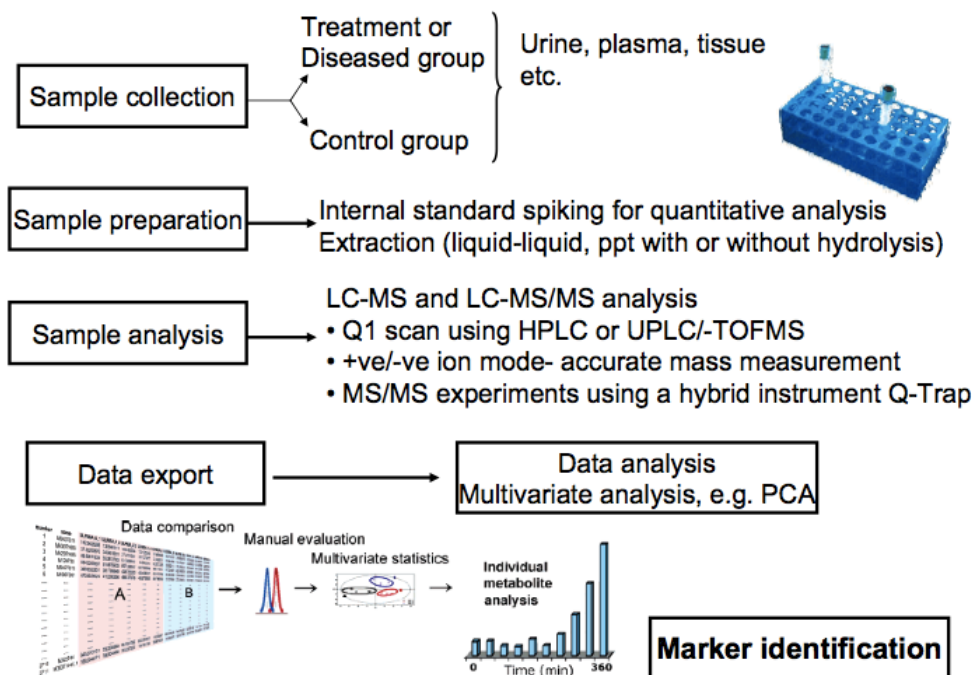 Treatment or
Diseased group
Urine, plasma, tissue
etc.
Sample collection
Control group
Sample preparation
Internal standard spiking for quantitative analysis
Extraction (liquid-liquid, ppt with or without hydrolysis)
LC-MS and LC-MS/MS analysis
Sample analysis
• Q1 scan using HPLC or UPLC/-TOFMS
• +ve/-ve ion mode- accurate mass measurement
• MS/MS experiments using a hybrid instrument Q-Trap
Data export
Data analysis
Multivariate analysis, e.g. PCA
Data comparison
Manual evaluation
Multivariate statistics
A
B
Individual
metabolite
analysis
0
Time (min)
360
Marker identification